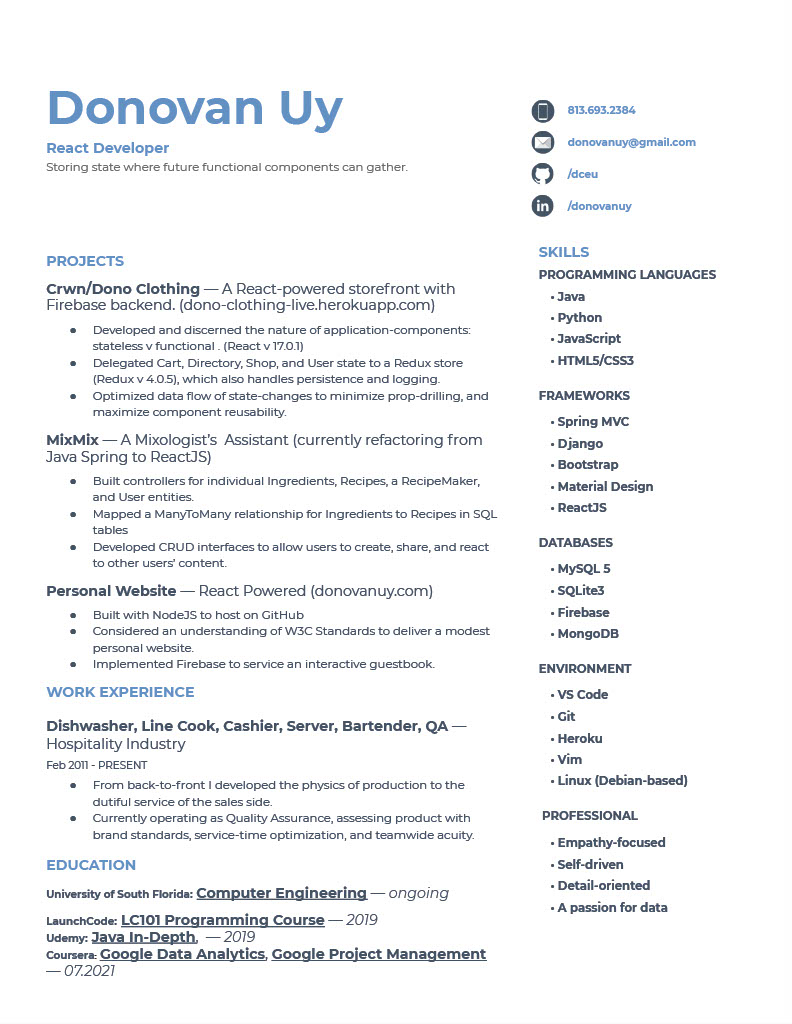 Donovan Uy
React Developer
Storing state where future functional components can gather.
813.693.2384
donovanuy@gmail.com
/dceu
in /donovanuy
PROJECTS
Crwn/Dono Clothing — A React-powered storefront with
Firebase backend. (dono-clothing-live.herokuapp.com)
● Developed and discerned the nature of application-components:
stateless v functional . (React v 17.0.1)
● Delegated Cart, Directory, Shop, and User state to a Redux store
(Redux v 4.0.5), which also handles persistence and logging.
● Optimized data flow of state-changes to minimize prop-drilling, and
maximize component reusability.
MixMix — A Mixologist’s  Assistant (currently refactoring from
Java Spring to ReactJS)
● Built controllers for individual Ingredients, Recipes, a RecipeMaker,
and User entities.
● Mapped a ManyToMany relationship for Ingredients to Recipes in SQL
tables
● Developed CRUD interfaces to allow users to create, share, and react
to other users’ content.
Personal Website — React Powered (donovanuy.com)
● Built with NodeJS to host on GitHub
● Considered an understanding of W3C Standards to deliver a modest
personal website.
● Implemented Firebase to service an interactive guestbook.
WORK EXPERIENCE
Dishwasher, Line Cook, Cashier, Server, Bartender, QA —
Hospitality Industry
Feb 2011 - PRESENT
● From back-to-front I developed the physics of production to the
dutiful service of the sales side.
● Currently operating as Quality Assurance, assessing product with
brand standards, service-time optimization, and teamwide acuity.
EDUCATION
University of South Florida: Computer Engineering — ongoing
LaunchCode: LC101 Programming Course — 2019
Udemy: Java In-Depth,  — 2019
Coursera: Google Data Analytics, Google Project Management
— 07.2021
SKILLS
PROGRAMMING LANGUAGES
• Java
• Python
• JavaScript
• HTML5/CSS3
FRAMEWORKS
• Spring MVC
• Django
• Bootstrap
• Material Design
• ReactJS
DATABASES
• MySQL 5
• SQLite3
• Firebase
• MongoDB
ENVIRONMENT
• VS Code
• Git
• Heroku
• Vim
• Linux (Debian-based)
PROFESSIONAL
• Empathy-focused
• Self-driven
• Detail-oriented
• A passion for data